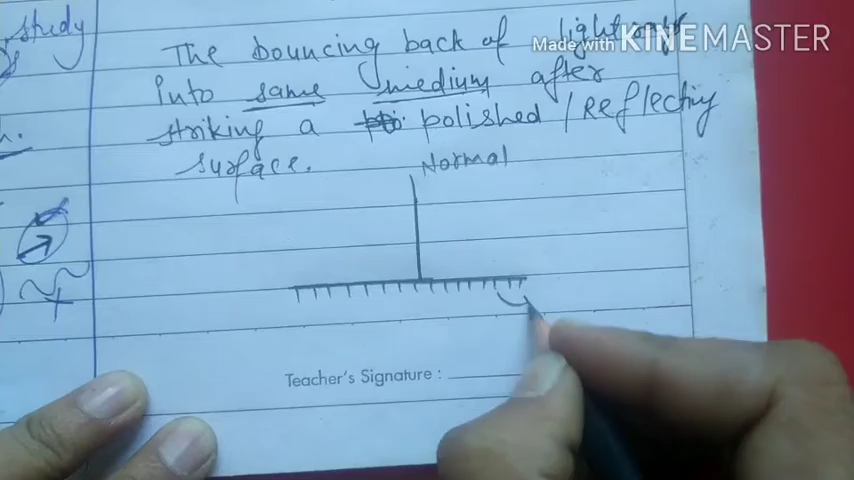 study
The bouncing back of light rays
Made with KINEMASTER
into same medium after
striking a polished / reflecting
surface.
Normal
Teacher's Signature :